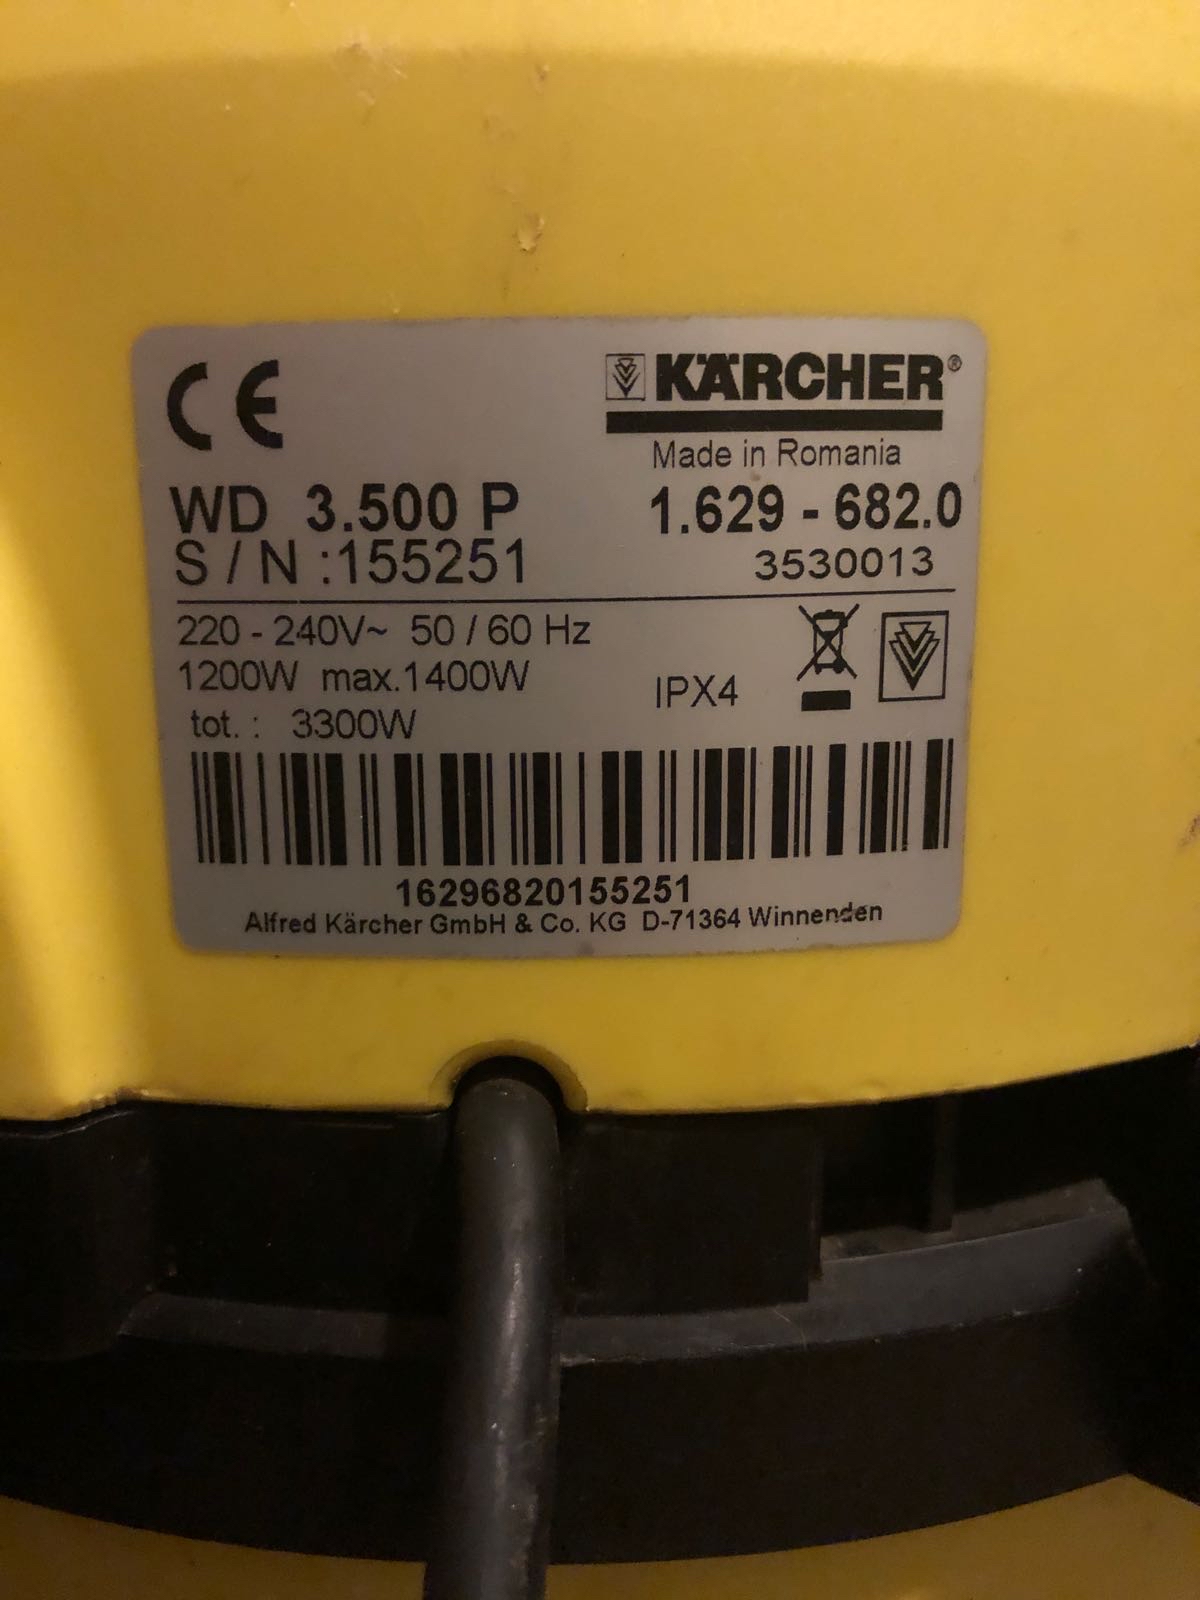 CE
KÄRCHER®
Made in Romania
WD 3.500 P 1.629 - 682.0
S / N :155251 3530013
220 - 240V~ 50 / 60 Hz
1200W max.1400W
IPX4
tot. : 3300W
16296820155251
Alfred Kärcher GmbH & Co. KG D-71364 Winnenden